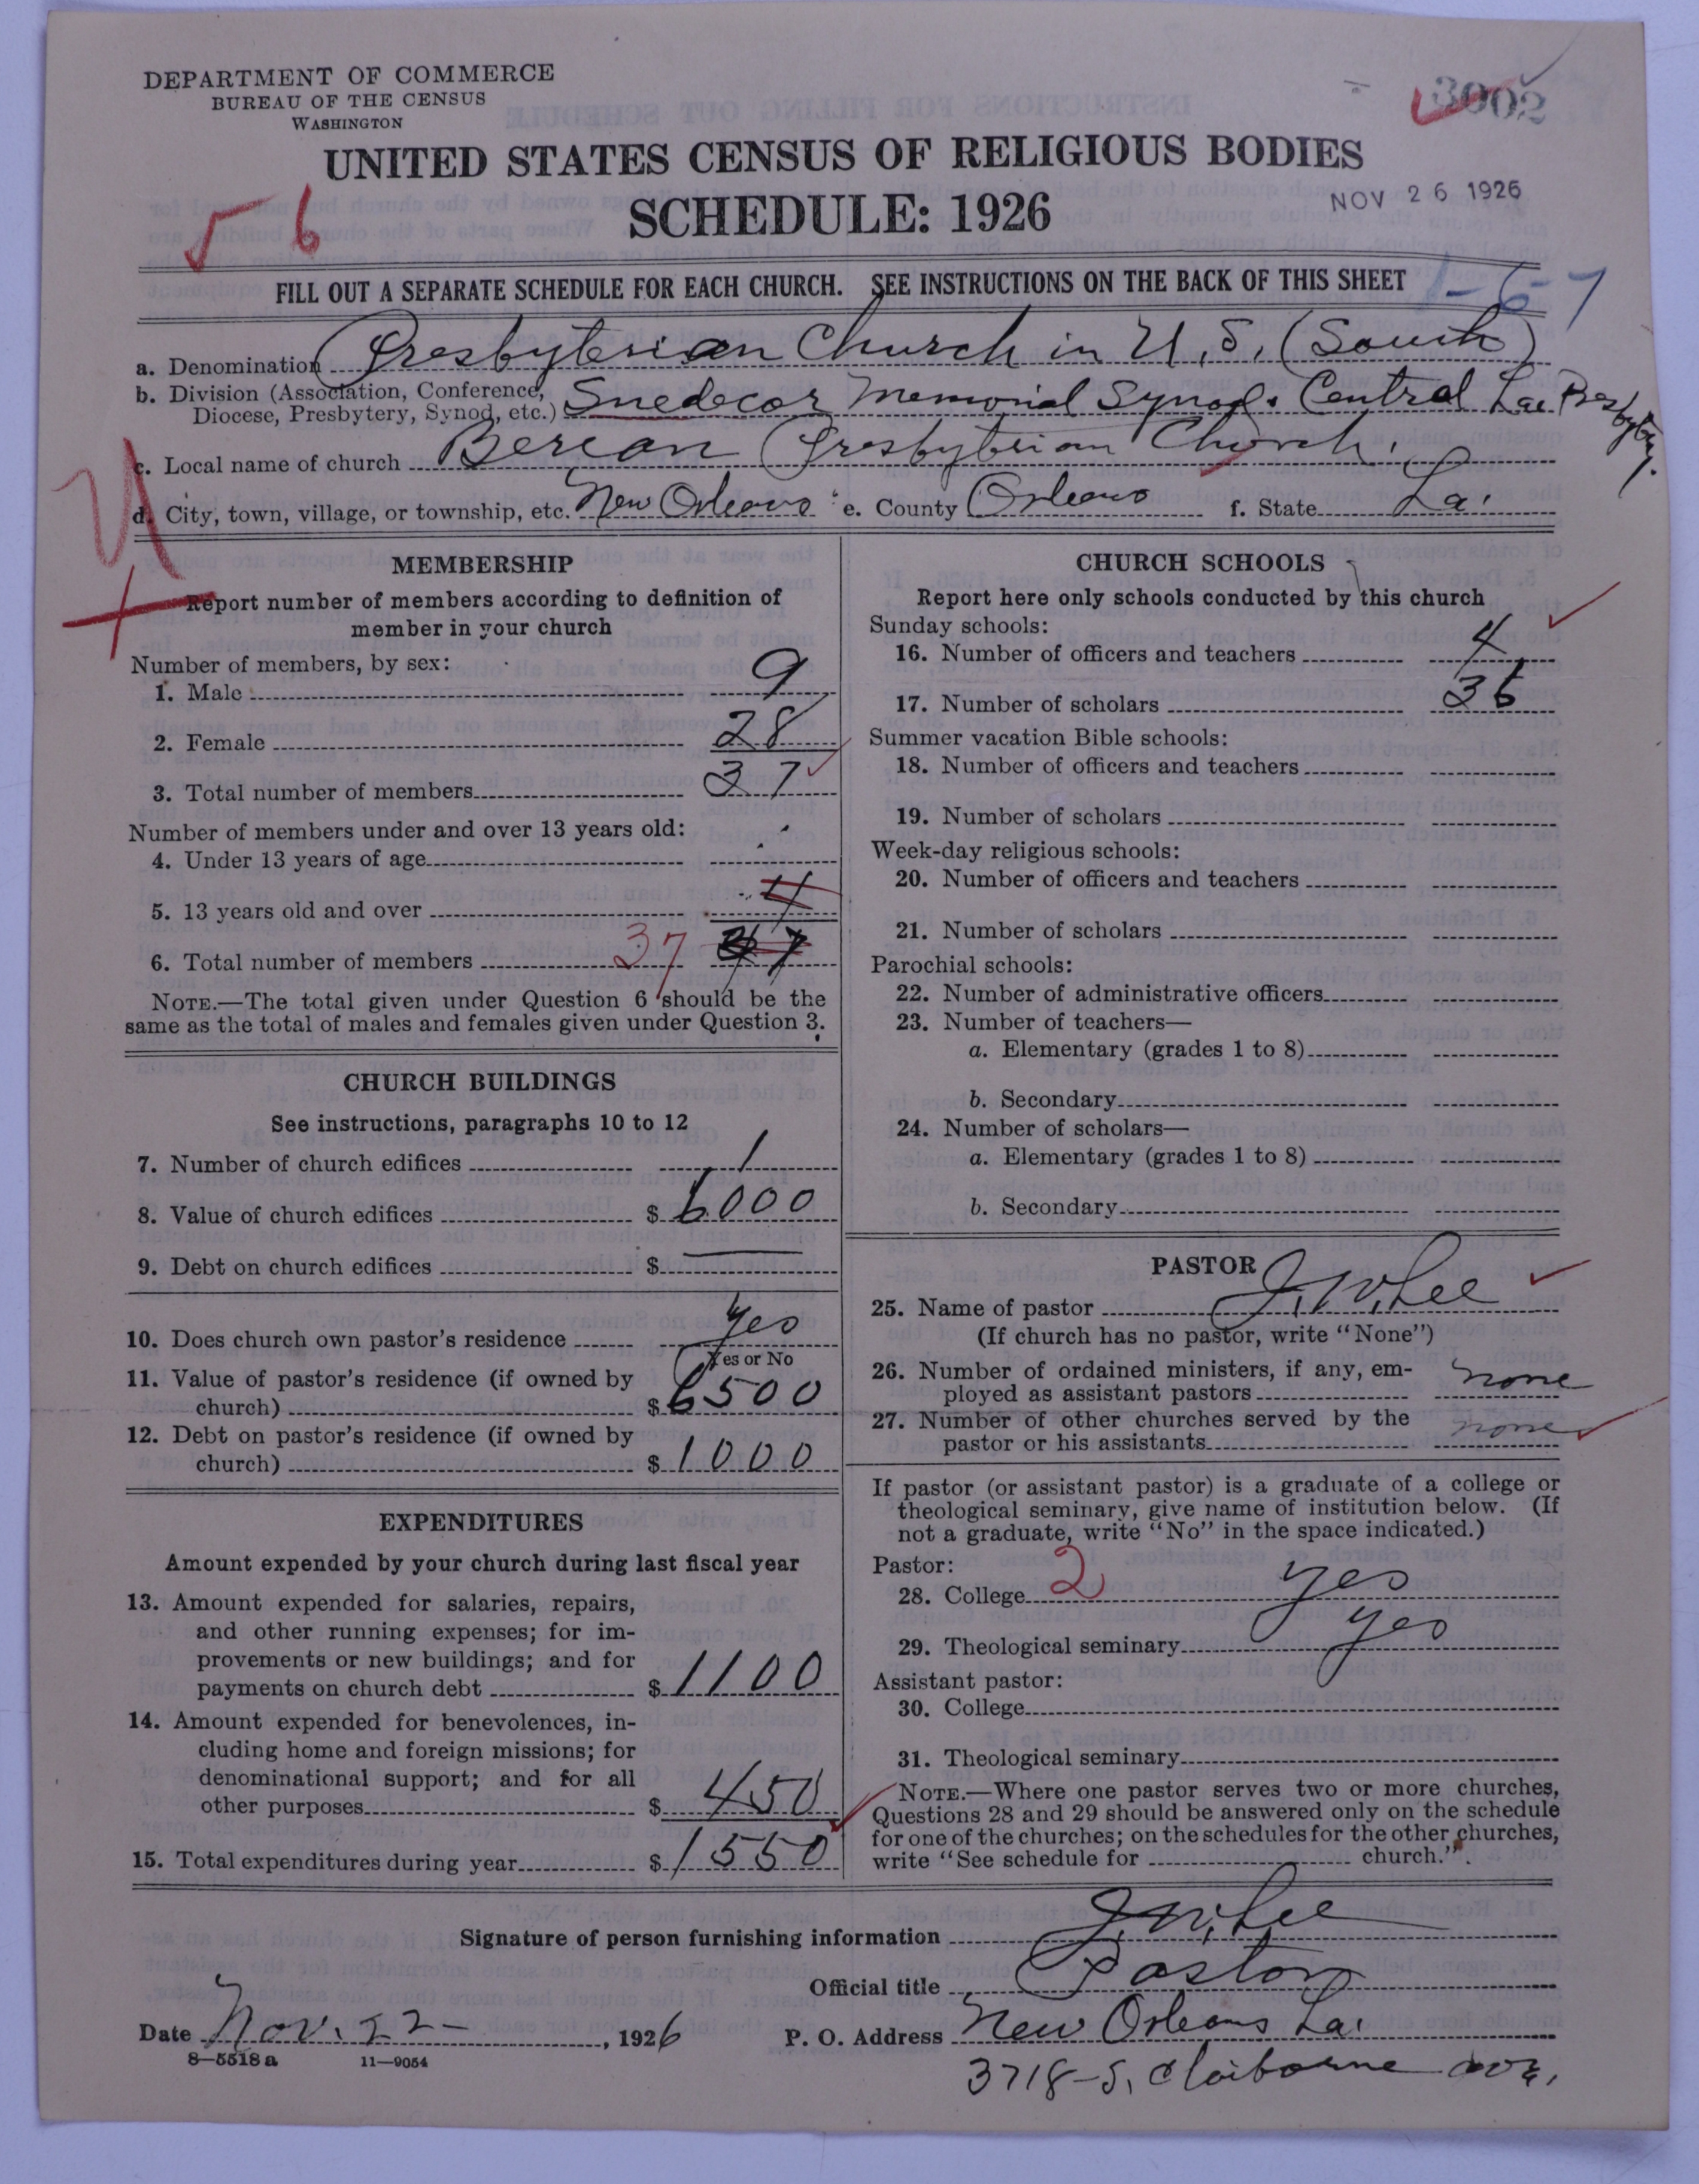 DEPARTMENT OF COMMERCE
BUREAU OF THE CENSUS
WASHINGTON
3002
UNITED STATES CENSUS OF RELIGIOUS BODIES
SCHEDULE: 1926
NOV 26 1926
56
FILL OUT A SEPARATE SCHEDULE FOR EACH CHURCH. SEE INSTRUCTIONS ON THE BACK OF THIS SHEET
1-67
a. Denomination Presbyterian Church in U.S. (South)
b. Division (Association, Conference, Diocese, Presbytery, Synod, etc.) Snedecor Memorial Synod. Central La. Presbytery.
c. Local name of church Berean Presbyterian Church.
d. City, town, village, or township, etc. New Orleans e. County Orleans f. State La.
MEMBERSHIP
Report number of members according to definition of
member in your church
Number of members, by sex:
1. Male 9
2. Female 28
3. Total number of members 37
Number of members under and over 13 years old:
4. Under 13 years of age
5. 13 years old and over 4
6. Total number of members 37
NOTE.—The total given under Question 6 should be the
same as the total of males and females given under Question 3.
CHURCH BUILDINGS
See instructions, paragraphs 10 to 12
7. Number of church edifices 1
8. Value of church edifices $ 6000
9. Debt on church edifices $
10. Does church own pastor's residence Yes
Yes or No
11. Value of pastor's residence (if owned by
church) $ 6500
12. Debt on pastor's residence (if owned by
church) $ 1000
EXPENDITURES
Amount expended by your church during last fiscal year
13. Amount expended for salaries, repairs,
and other running expenses; for im-
provements or new buildings; and for
payments on church debt $ 1100
14. Amount expended for benevolences, in-
cluding home and foreign missions; for
denominational support; and for all
other purposes $ 450
15. Total expenditures during year $ 1550
CHURCH SCHOOLS
Report here only schools conducted by this church
Sunday schools:
16. Number of officers and teachers 4
17. Number of scholars 36
Summer vacation Bible schools:
18. Number of officers and teachers
19. Number of scholars
Week-day religious schools:
20. Number of officers and teachers
21. Number of scholars
Parochial schools:
22. Number of administrative officers
23. Number of teachers—
a. Elementary (grades 1 to 8)
b. Secondary
24. Number of scholars—
a. Elementary (grades 1 to 8)
b. Secondary
PASTOR
25. Name of pastor J. W. Lee
(If church has no pastor, write "None")
26. Number of ordained ministers, if any, em-
ployed as assistant pastors none
27. Number of other churches served by the
pastor or his assistants none
If pastor (or assistant pastor) is a graduate of a college or
theological seminary, give name of institution below. (If
not a graduate, write "No" in the space indicated.)
Pastor: 2
28. College yes
29. Theological seminary yes
Assistant pastor:
30. College
31. Theological seminary
NOTE.—Where one pastor serves two or more churches,
Questions 28 and 29 should be answered only on the schedule
for one of the churches; on the schedules for the other churches,
write "See schedule for church."
Signature of person furnishing information J. W. Lee
Official title Pastor
Date Nov. 22 -, 1926 P. O. Address New Orleans La.
8—5518 a 11—9054
3718-S. Claiborne ave.